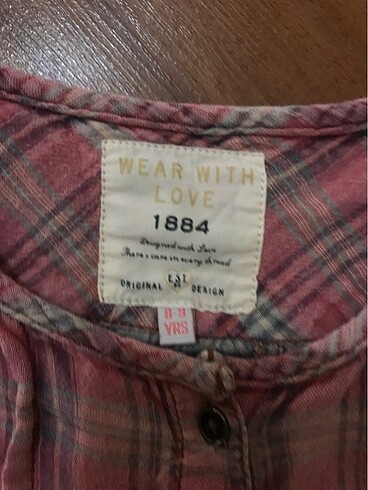 WEAR WITH
LOVE
1884
Designed with Love
There's care in every thread
EST.
ORIGINAL DESIGN
8-9
YRS